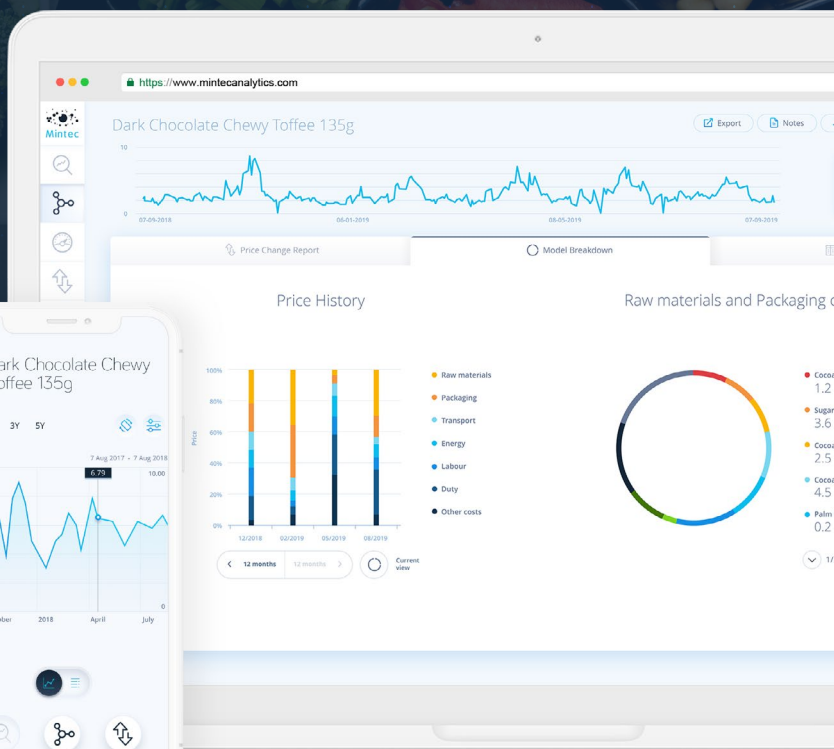 https://www.mintecanalytics.com
Mintec
Dark Chocolate Chewy Toffee 135g
Export
Notes
10
0
07-09-2018
06-01-2019
08-05-2019
07-09-2019
Price Change Report
Model Breakdown
Price History
Raw materials and Packaging
Price
100%
80%
60%
40%
20%
0%
12/2018
02/2019
05/2019
08/2019
Raw materials
Packaging
Transport
Energy
Labour
Duty
Other costs
12 months
12 months
Current
view
1.2
Sugar
3.6
2.5
4.5
Palm
0.2
1/
ark Chocolate Chewy
offee 135g
3Y
5Y
7 Aug 2017 - 7 Aug 2018
6.79
10.00
0
2018
April
July